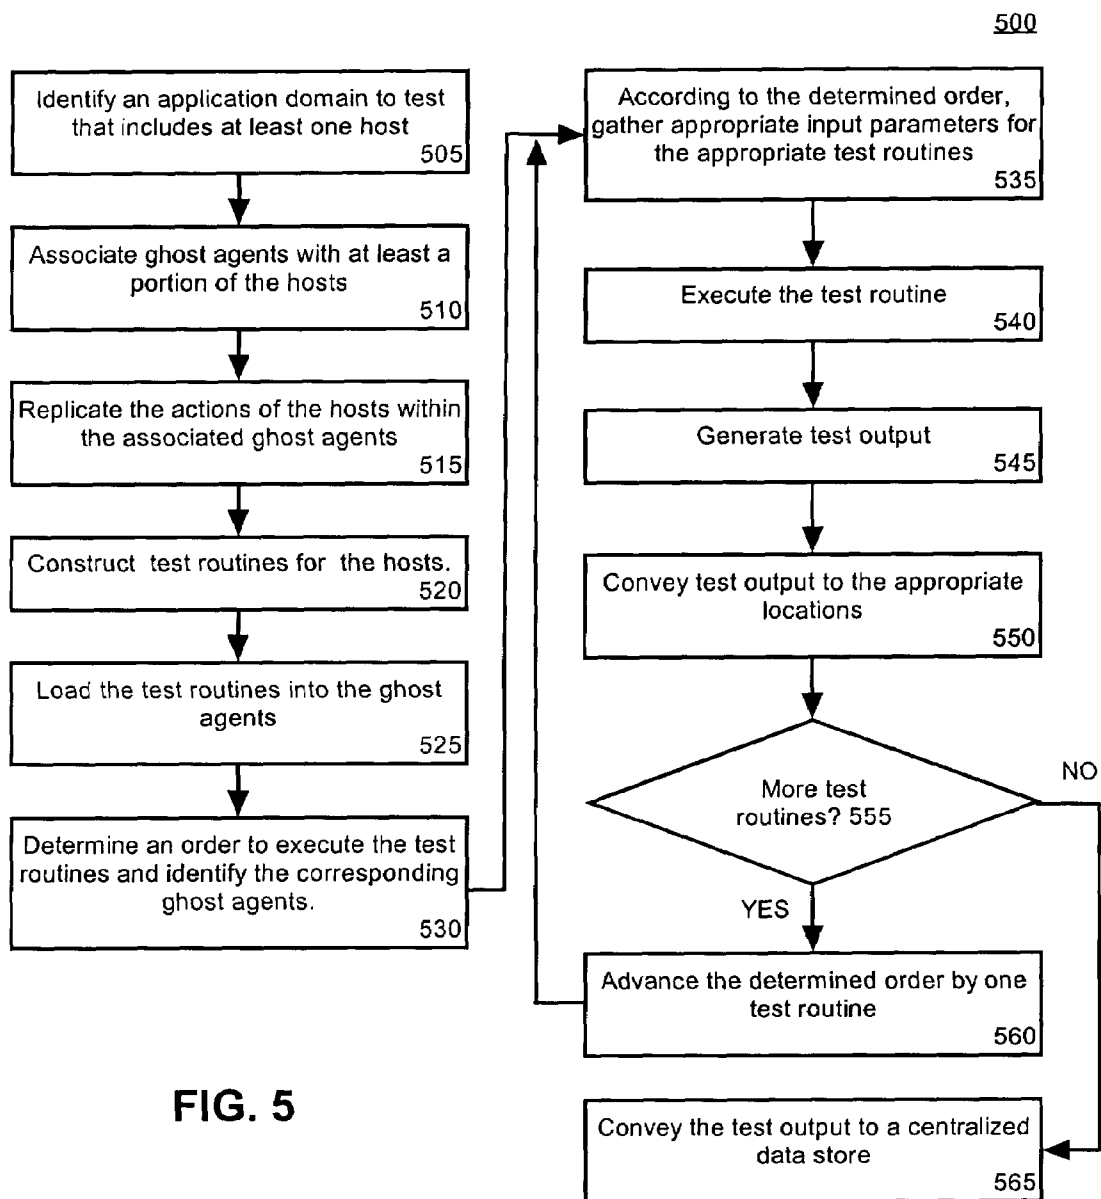 500
Identify an application domain to test
that includes at least one host
505
Associate ghost agents with at least a
portion of the hosts
510
Replicate the actions of the hosts within
the associated ghost agents
515
Construct test routines for the hosts.
520
Load the test routines into the ghost
agents
525
Determine an order to execute the test
routines and identify the corresponding
ghost agents.
530
According to the determined order,
gather appropriate input parameters for
the appropriate test routines
535
Execute the test routine
540
Generate test output
545
Convey test output to the appropriate
locations
550
More test
routines? 555
NO
YES
Advance the determined order by one
test routine
560
Convey the test output to a centralized
data store
565
FIG. 5